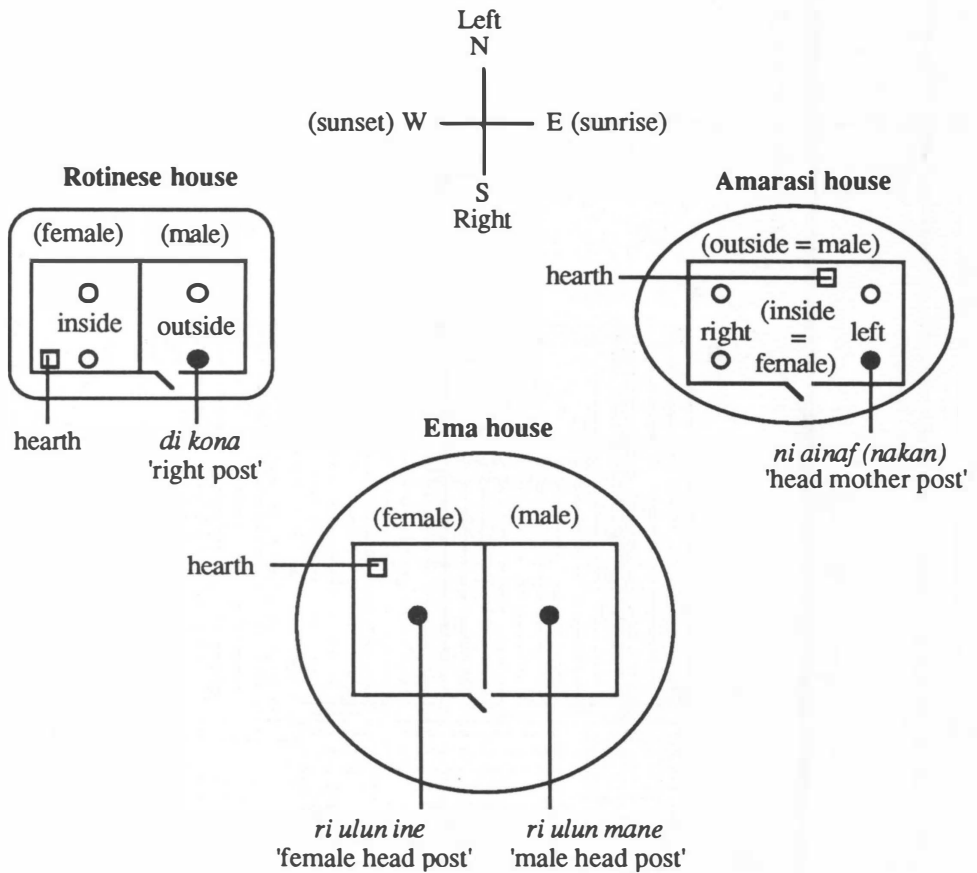 Left
N
(sunset) W
E (sunrise)
S
Right
Rotinese house
(female) (male)
inside
outside
hearth
di kona
'right post'
Amarasi house
(outside = male)
hearth
right
(inside
=
female)
left
ni ainaf (nakan)
'head mother post'
Ema house
(female) (male)
hearth
ri ulun ine
'female head post'
ri ulun mane
'male head post'